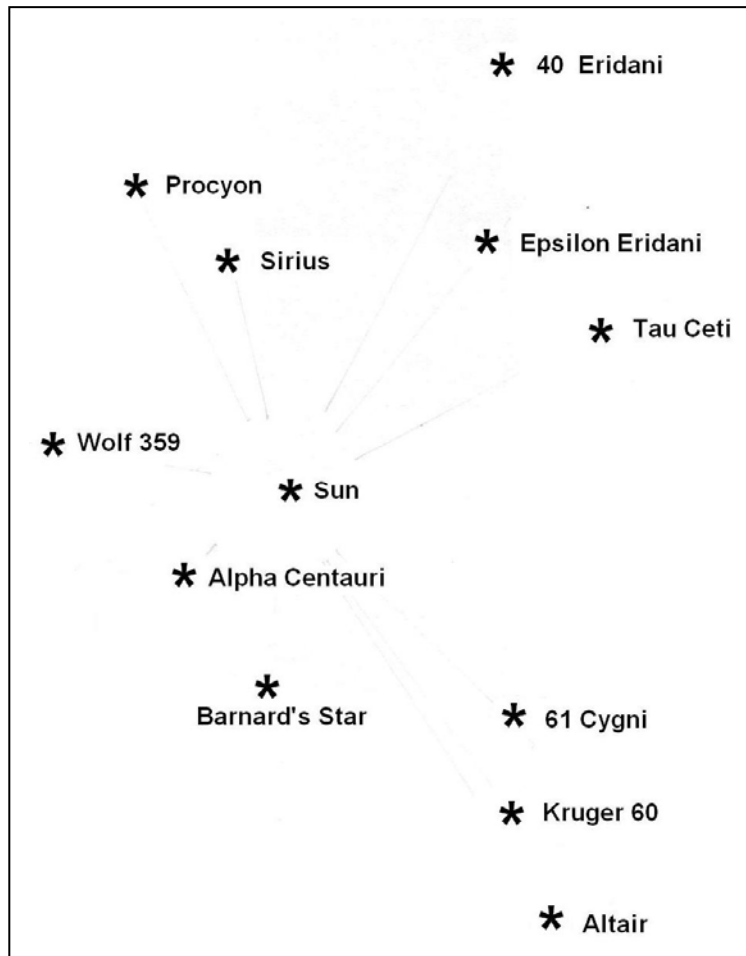 40 Eridani
Procyon
Epsilon Eridani
Sirius
Tau Ceti
Wolf 359
Sun
Alpha Centauri
Barnard's Star
61 Cygni
Kruger 60
Altair